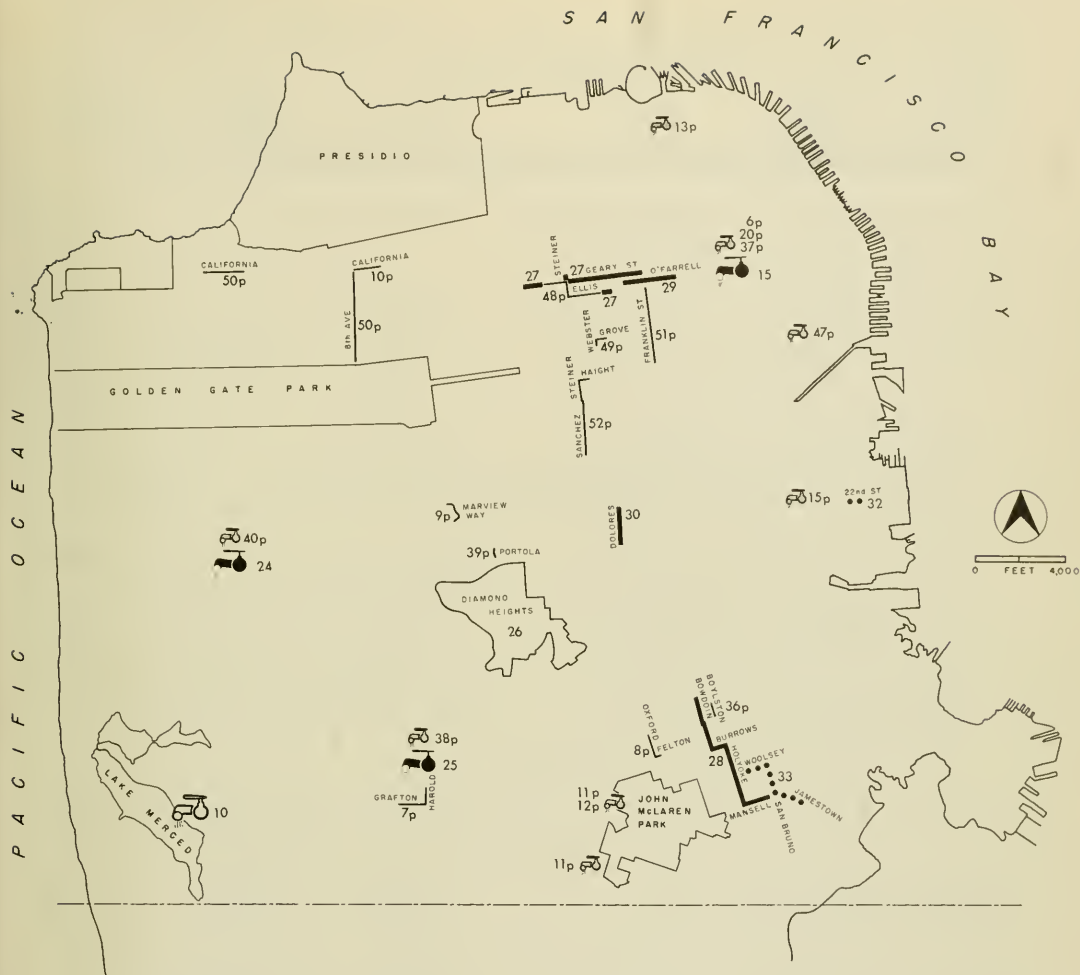 SAN FRANCISCO BAY
13p
PRESIDIO
6p
20p
37p
15
CALIFORNIA
50p
CALIFORNIA
10p
8th AVE
50p
STEINER
27
27
GEARY ST
O'FARRELL
29
48p
ELLIS
27
WEBSTER
GROVE
49p
FRANKLIN ST
51p
47p
GOLDEN GATE PARK
STEINER
HAIGHT
SANCHEZ
52p
PACIFIC OCEAN
9p
MARVIEW
WAY
DOLORES
30
15p
22nd ST
32
40p
24
39p
PORTOLA
0 FEET 4,000
DIAMOND
HEIGHTS
26
BOWDOIN
BOYLSTON
36p
OXFORD
8p
FELTON
BURROWS
28
HOLYOKE
WOOLSEY
33
JAMESTOWN
MANSELL
SAN BRUNO
38p
25
GRAFTON
HAROLD
7p
LAKE MERCED
10
11p
12p
JOHN
McLAREN
PARK
11p